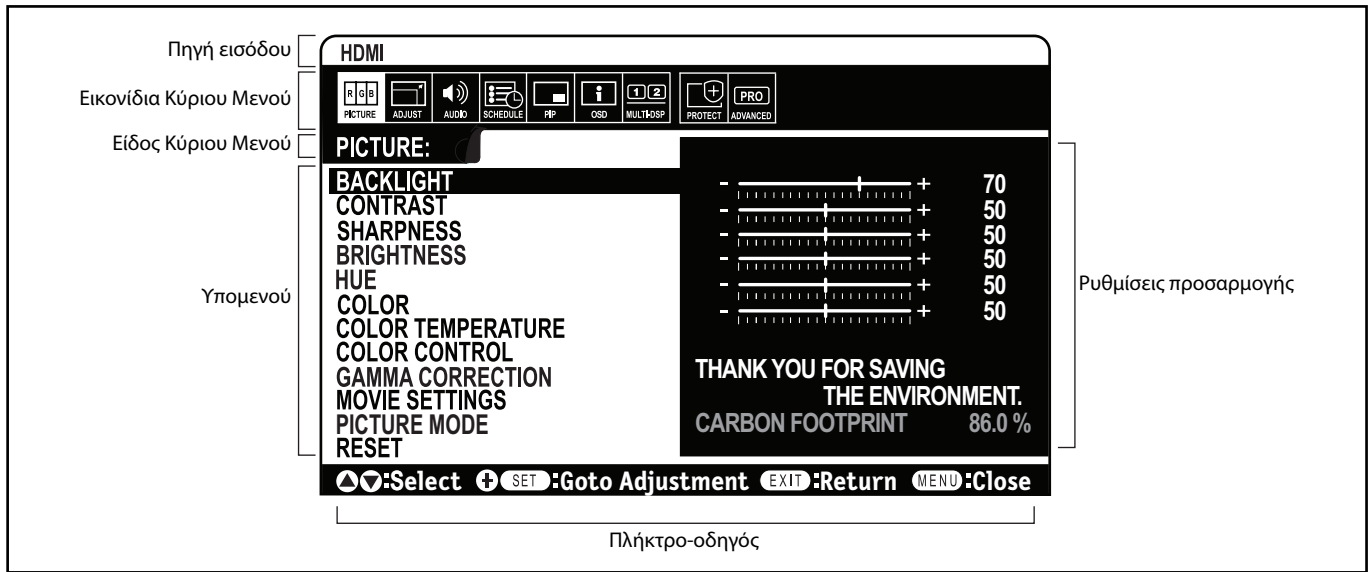 Πηγή εισόδου
HDMI
Εικονίδια Κύριου Μενού
R G B
1 2
PRO
PICTURE ADJUST AUDIO SCHEDULE PIP OSD MULTI-DSP PROTECT ADVANCED
Είδος Κύριου Μενού
PICTURE:
Υπομενού
BACKLIGHT - + 70
CONTRAST - + 50
SHARPNESS - + 50
BRIGHTNESS - + 50
HUE - + 50
COLOR - + 50
COLOR TEMPERATURE
COLOR CONTROL
GAMMA CORRECTION
MOVIE SETTINGS
PICTURE MODE
RESET
THANK YOU FOR SAVING
THE ENVIRONMENT.
CARBON FOOTPRINT 86.0 %
Ρυθμίσεις προσαρμογής
:Select SET:Goto Adjustment EXIT:Return MENU:Close
Πλήκτρο-οδηγός